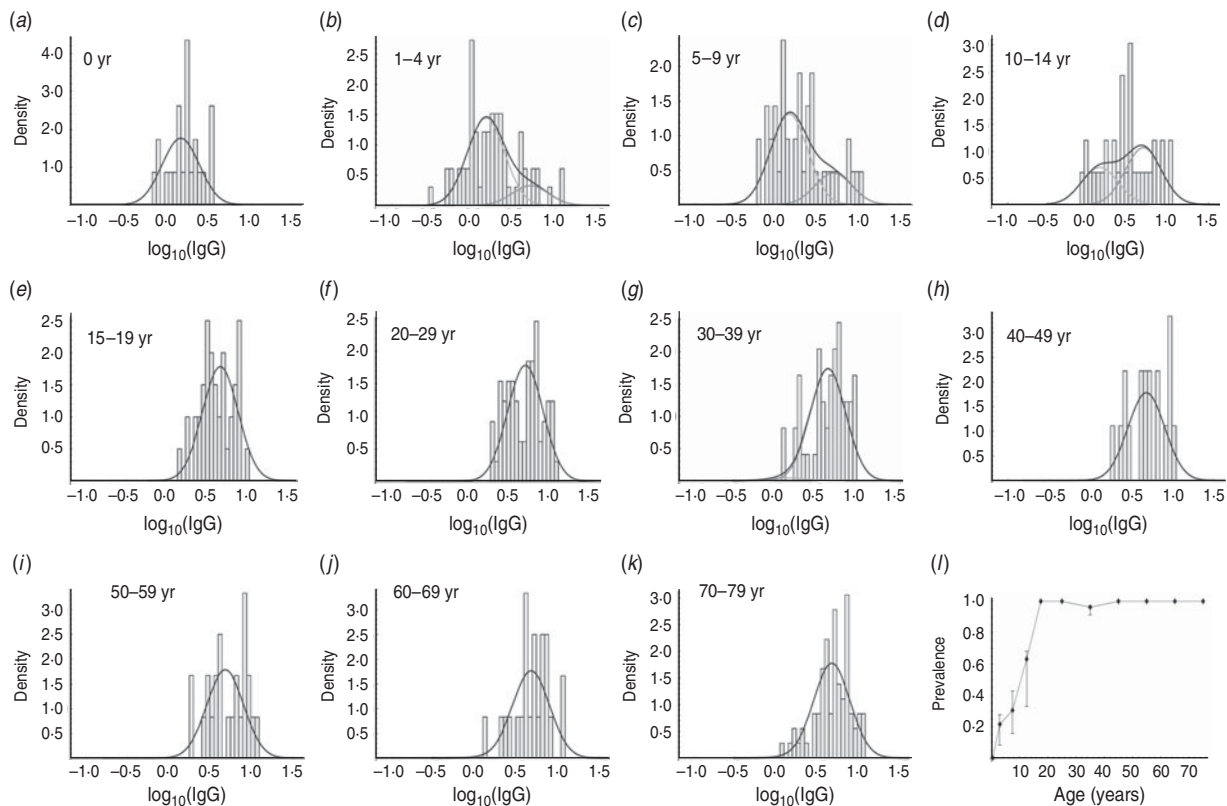 (a)
0 yr
4·0
3·0
2·0
1·0
Density
–1·0 –0·5 0·0 0·5 1·0 1·5
log₁₀(IgG)
(b)
1–4 yr
2·5
2·0
1·5
1·0
0·5
Density
–1·0 –0·5 0·0 0·5 1·0 1·5
log₁₀(IgG)
(c)
5–9 yr
2·0
1·5
1·0
0·5
Density
–1·0 –0·5 0·0 0·5 1·0 1·5
log₁₀(IgG)
(d)
10–14 yr
3·0
2·5
2·0
1·5
1·0
0·5
Density
–1·0 –0·5 0·0 0·5 1·0 1·5
log₁₀(IgG)
(e)
15–19 yr
2·5
2·0
1·5
1·0
0·5
Density
–1·0 –0·5 0·0 0·5 1·0 1·5
log₁₀(IgG)
(f)
20–29 yr
2·5
2·0
1·5
1·0
0·5
Density
–1·0 –0·5 0·0 0·5 1·0 1·5
log₁₀(IgG)
(g)
30–39 yr
2·5
2·0
1·5
1·0
0·5
Density
–1·0 –0·5 0·0 0·5 1·0 1·5
log₁₀(IgG)
(h)
40–49 yr
3·0
2·5
2·0
1·5
1·0
0·5
Density
–1·0 –0·5 0·0 0·5 1·0 1·5
log₁₀(IgG)
(i)
50–59 yr
3·0
2·5
2·0
1·5
1·0
0·5
Density
–1·0 –0·5 0·0 0·5 1·0 1·5
log₁₀(IgG)
(j)
60–69 yr
3·0
2·5
2·0
1·5
1·0
0·5
Density
–1·0 –0·5 0·0 0·5 1·0 1·5
log₁₀(IgG)
(k)
70–79 yr
3·0
2·5
2·0
1·5
1·0
0·5
Density
–1·0 –0·5 0·0 0·5 1·0 1·5
log₁₀(IgG)
(l)
1·0
0·8
0·6
0·4
0·2
Prevalence
10 20 30 40 50 60 70
Age (years)